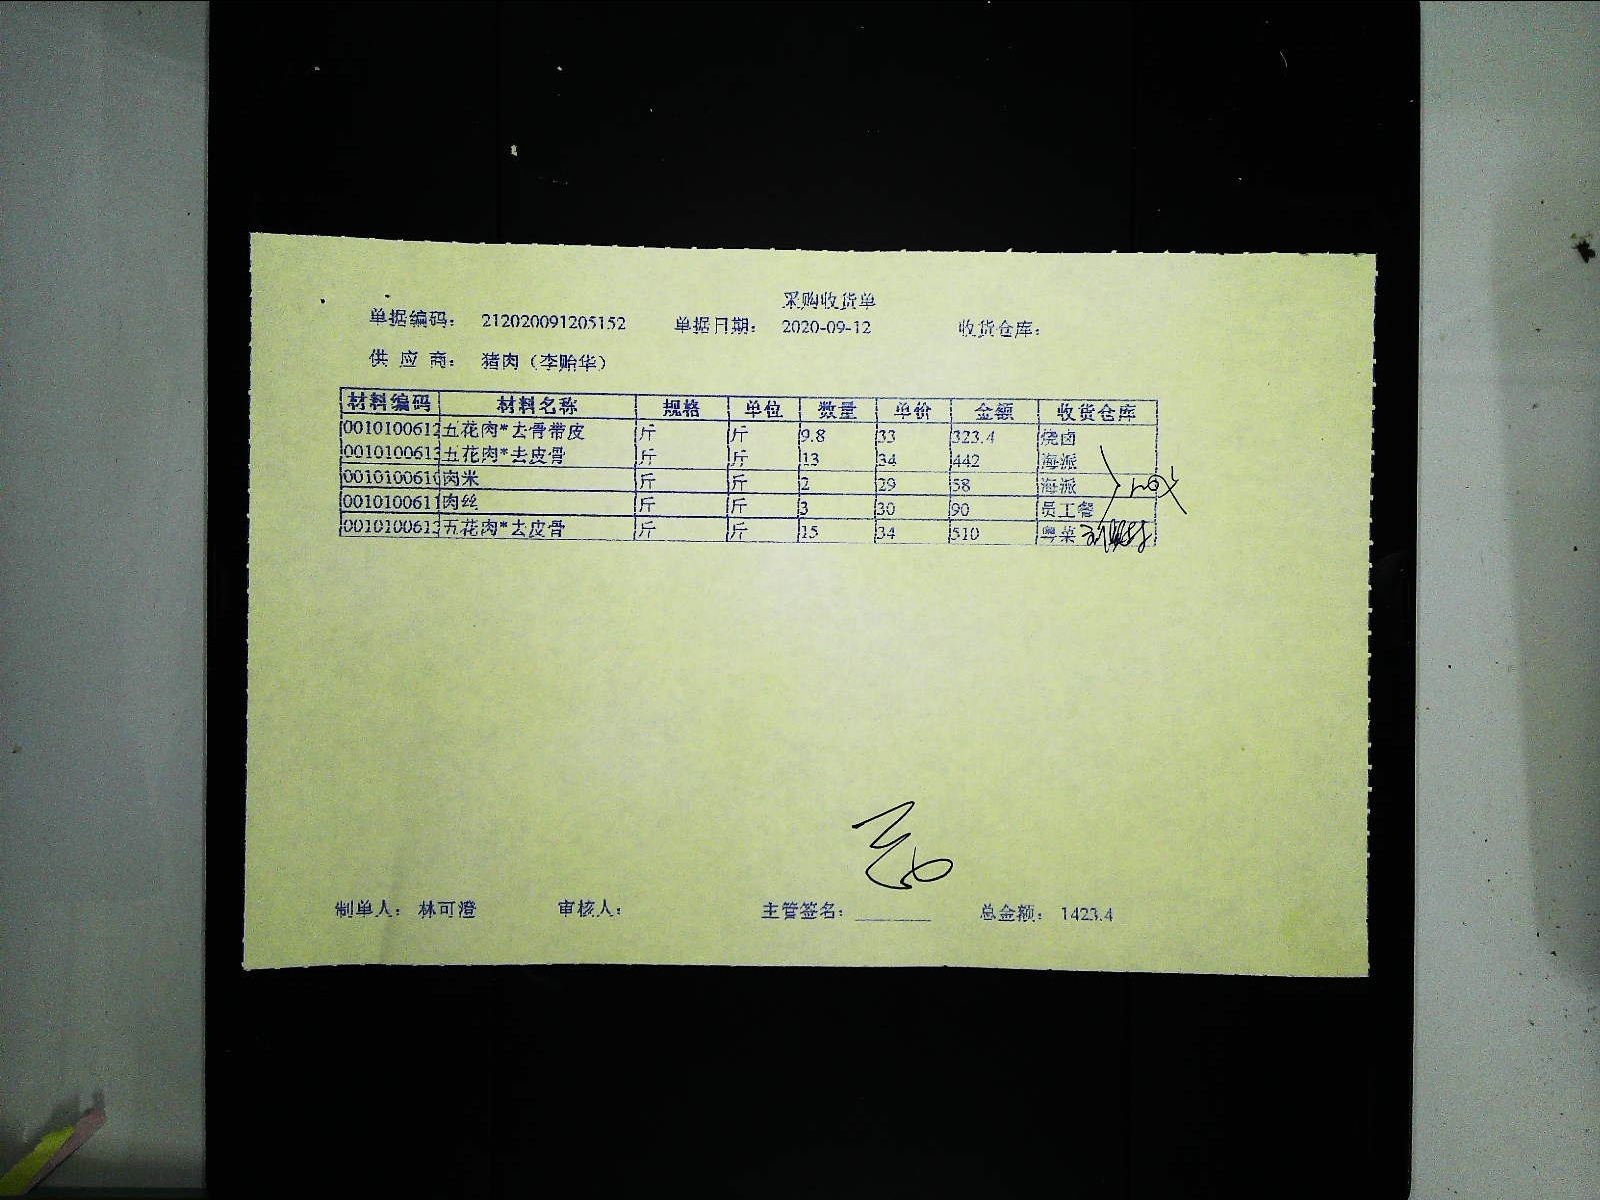 采购收货单
单据编码： 212020091205152 单据日期： 2020-09-12 收货仓库：
供 应 商： 猪肉（李贻华）
材料编码 材料名称 规格 单位 数量 单价 金额 收货仓库
0010100612 五花肉*去骨带皮 斤 斤 9.8 33 323.4 烧卤
0010100613 五花肉*去皮骨 斤 斤 13 34 442 海派
0010100610 肉米 斤 斤 2 29 58 海派
0010100611 肉丝 斤 斤 3 30 90 员工餐
0010100613 五花肉*去皮骨 斤 斤 15 34 510 粤菜
制单人： 林可澄 审核人： 主管签名： 总金额： 1423.4